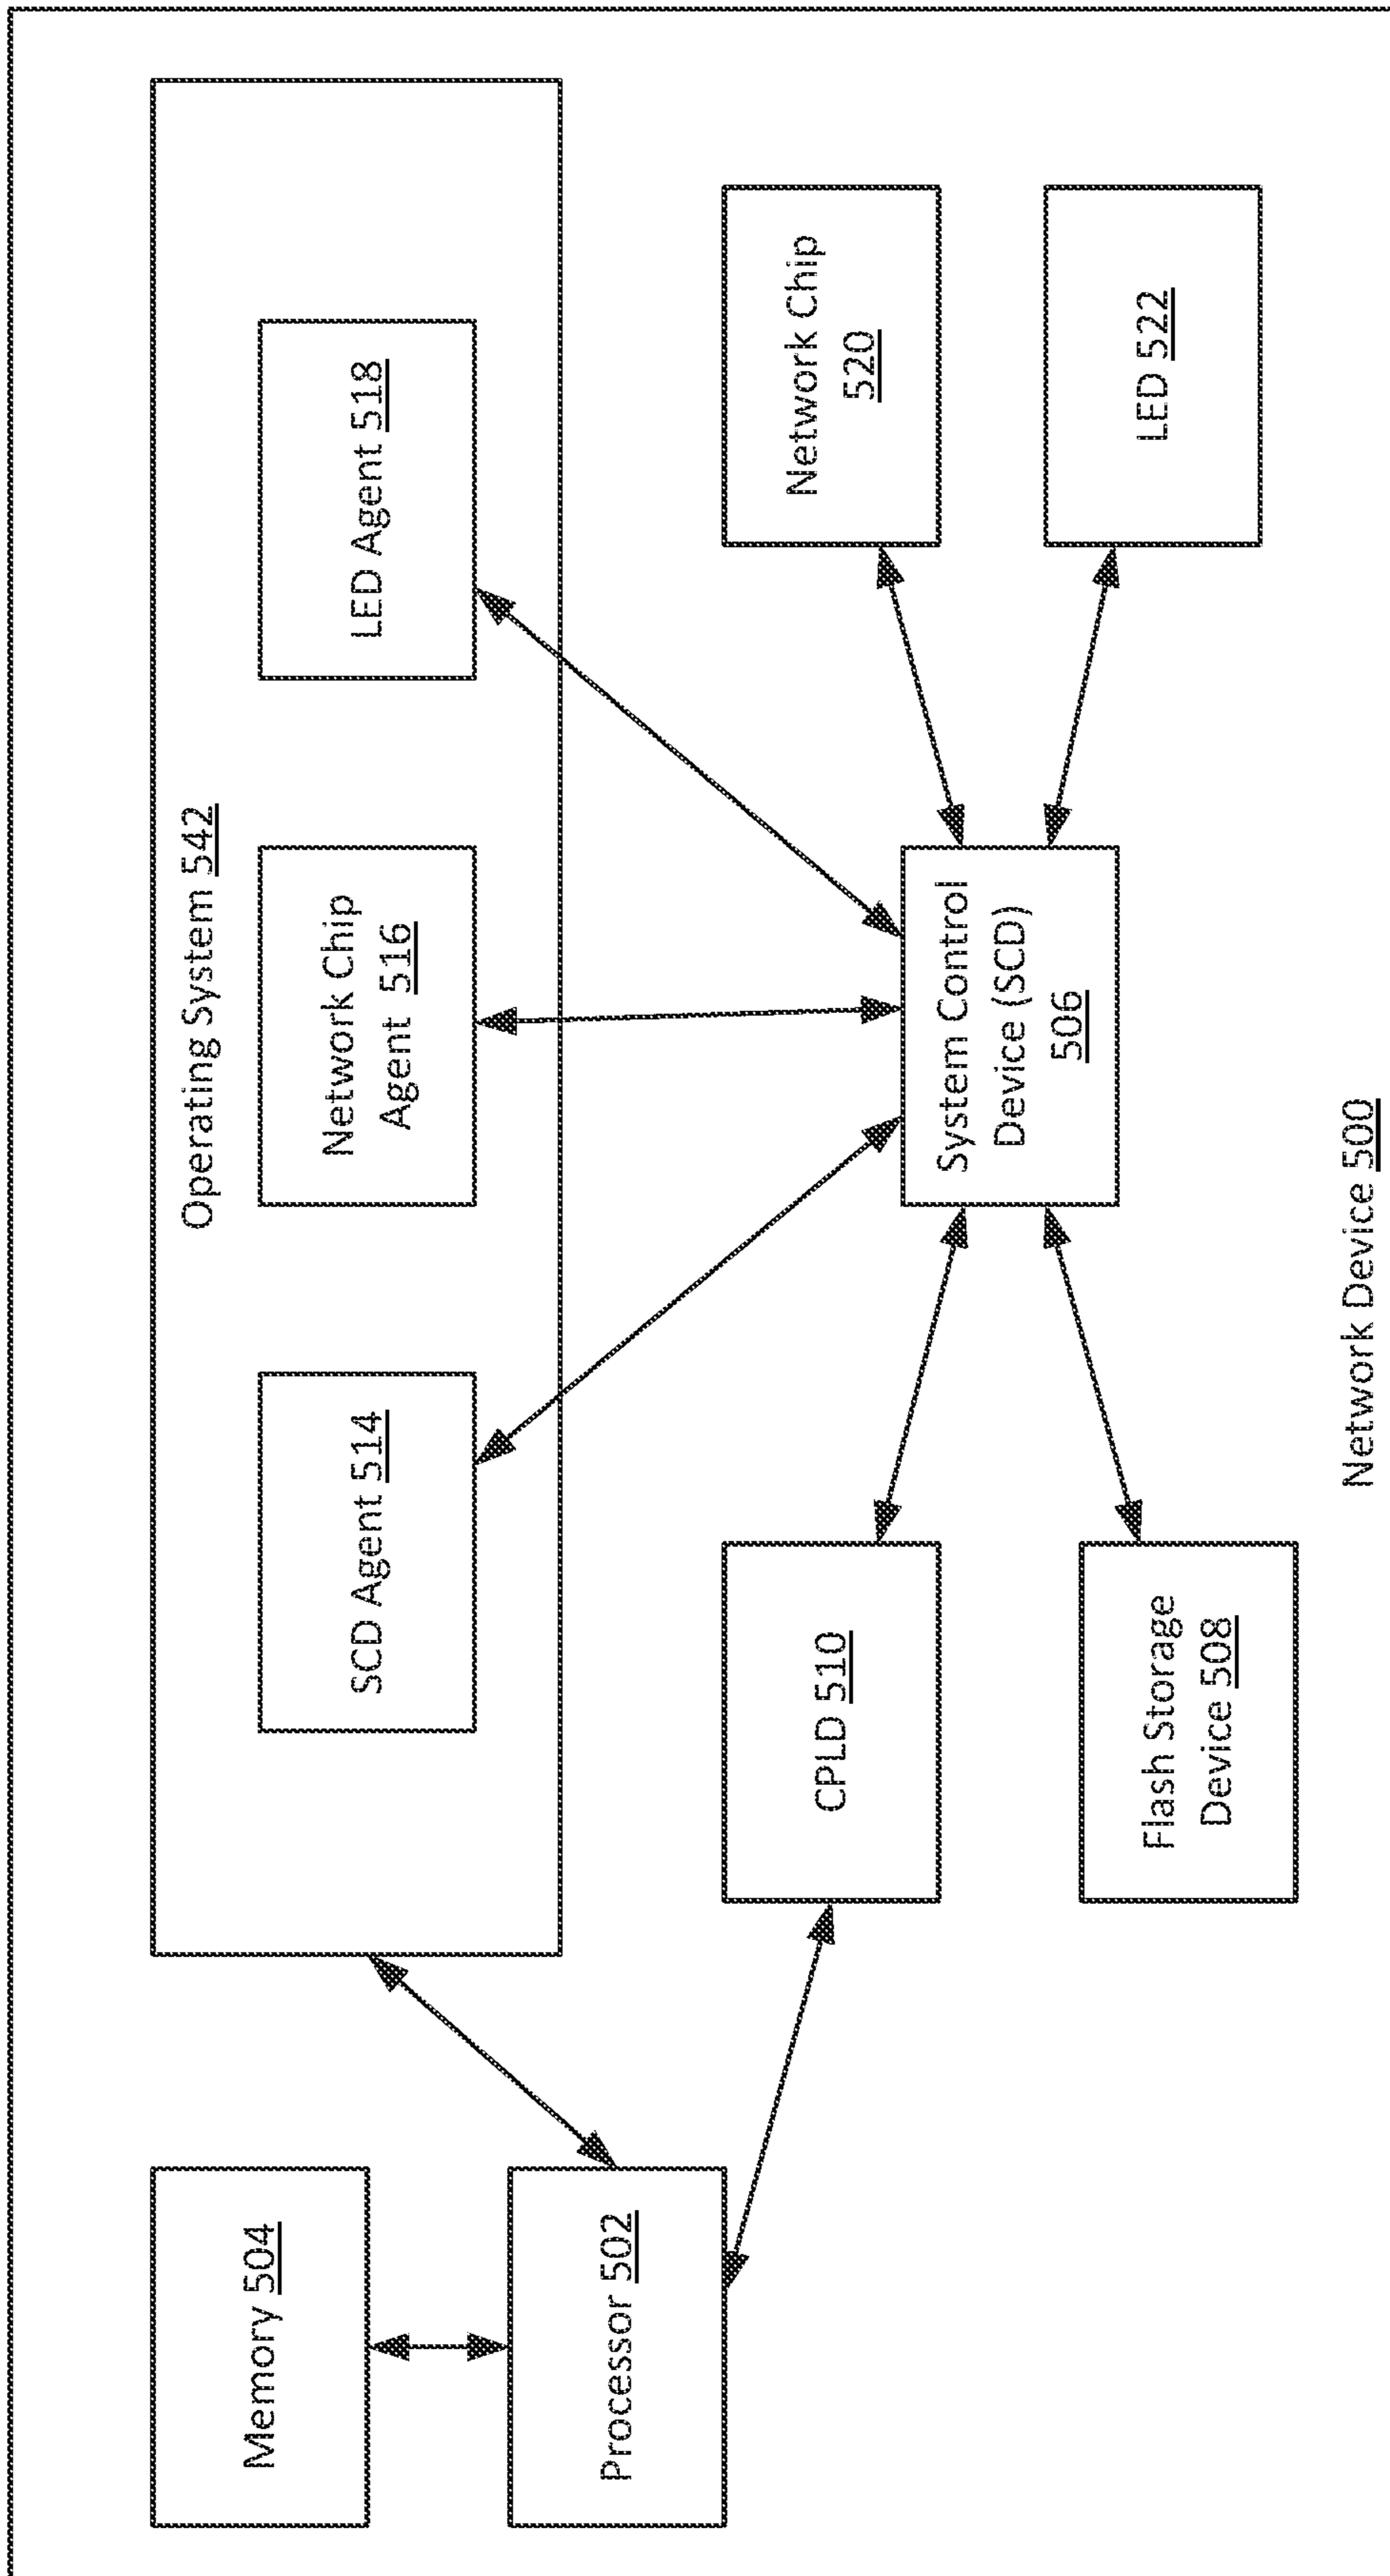 Operating System 542
Memory 504
SCD Agent 514
Network Chip
Agent 516
LED Agent 518
Processor 502
CPLD 510
Network Chip
520
System Control
Device (SCD)
506
Flash Storage
Device 508
LED 522
Network Device 500